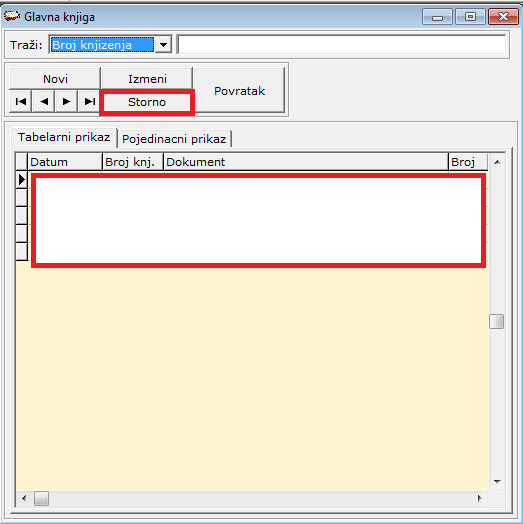 Glavna knjiga
Traži: Broj knjizenja
Novi Izmeni Povratak
Storno
Tabelarni prikaz Pojedinacni prikaz
Datum Broj knj. Dokument Broj